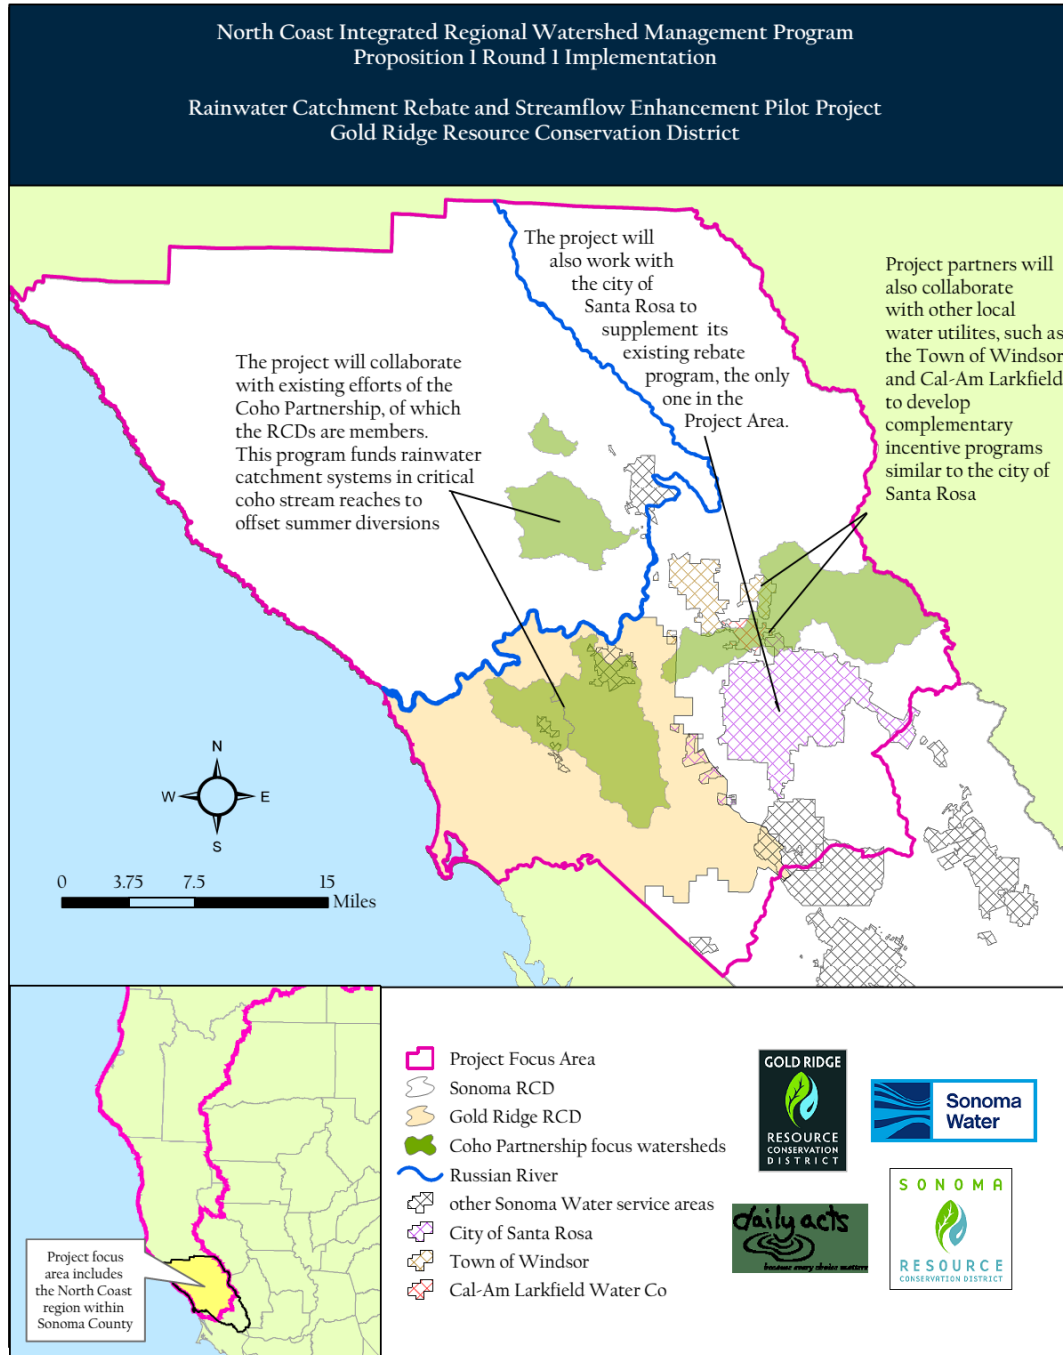 North Coast Integrated Regional Watershed Management Program
Proposition 1 Round 1 Implementation
Rainwater Catchment Rebate and Streamflow Enhancement Pilot Project
Gold Ridge Resource Conservation District
The project will
also work with
the city of
Santa Rosa to
supplement its
existing rebate
program, the only
one in the
Project Area.
Project partners will
also collaborate
with other local
water utilites, such as
the Town of Windsor
and Cal-Am Larkfield
to develop
complementary
incentive programs
similar to the city of
Santa Rosa
The project will collaborate
with existing efforts of the
Coho Partnership, of which
the RCDs are members.
This program funds rainwater
catchment systems in critical
coho stream reaches to
offset summer diversions
N
W E
S
0 3.75 7.5 15
Miles
Project focus
area includes
the North Coast
region within
Sonoma County
Project Focus Area
Sonoma RCD
Gold Ridge RCD
Coho Partnership focus watersheds
Russian River
other Sonoma Water service areas
City of Santa Rosa
Town of Windsor
Cal-Am Larkfield Water Co
GOLD RIDGE
RESOURCE
CONSERVATION
DISTRICT
Sonoma
Water
daily acts
because every choice matters
SONOMA
RESOURCE
CONSERVATION DISTRICT